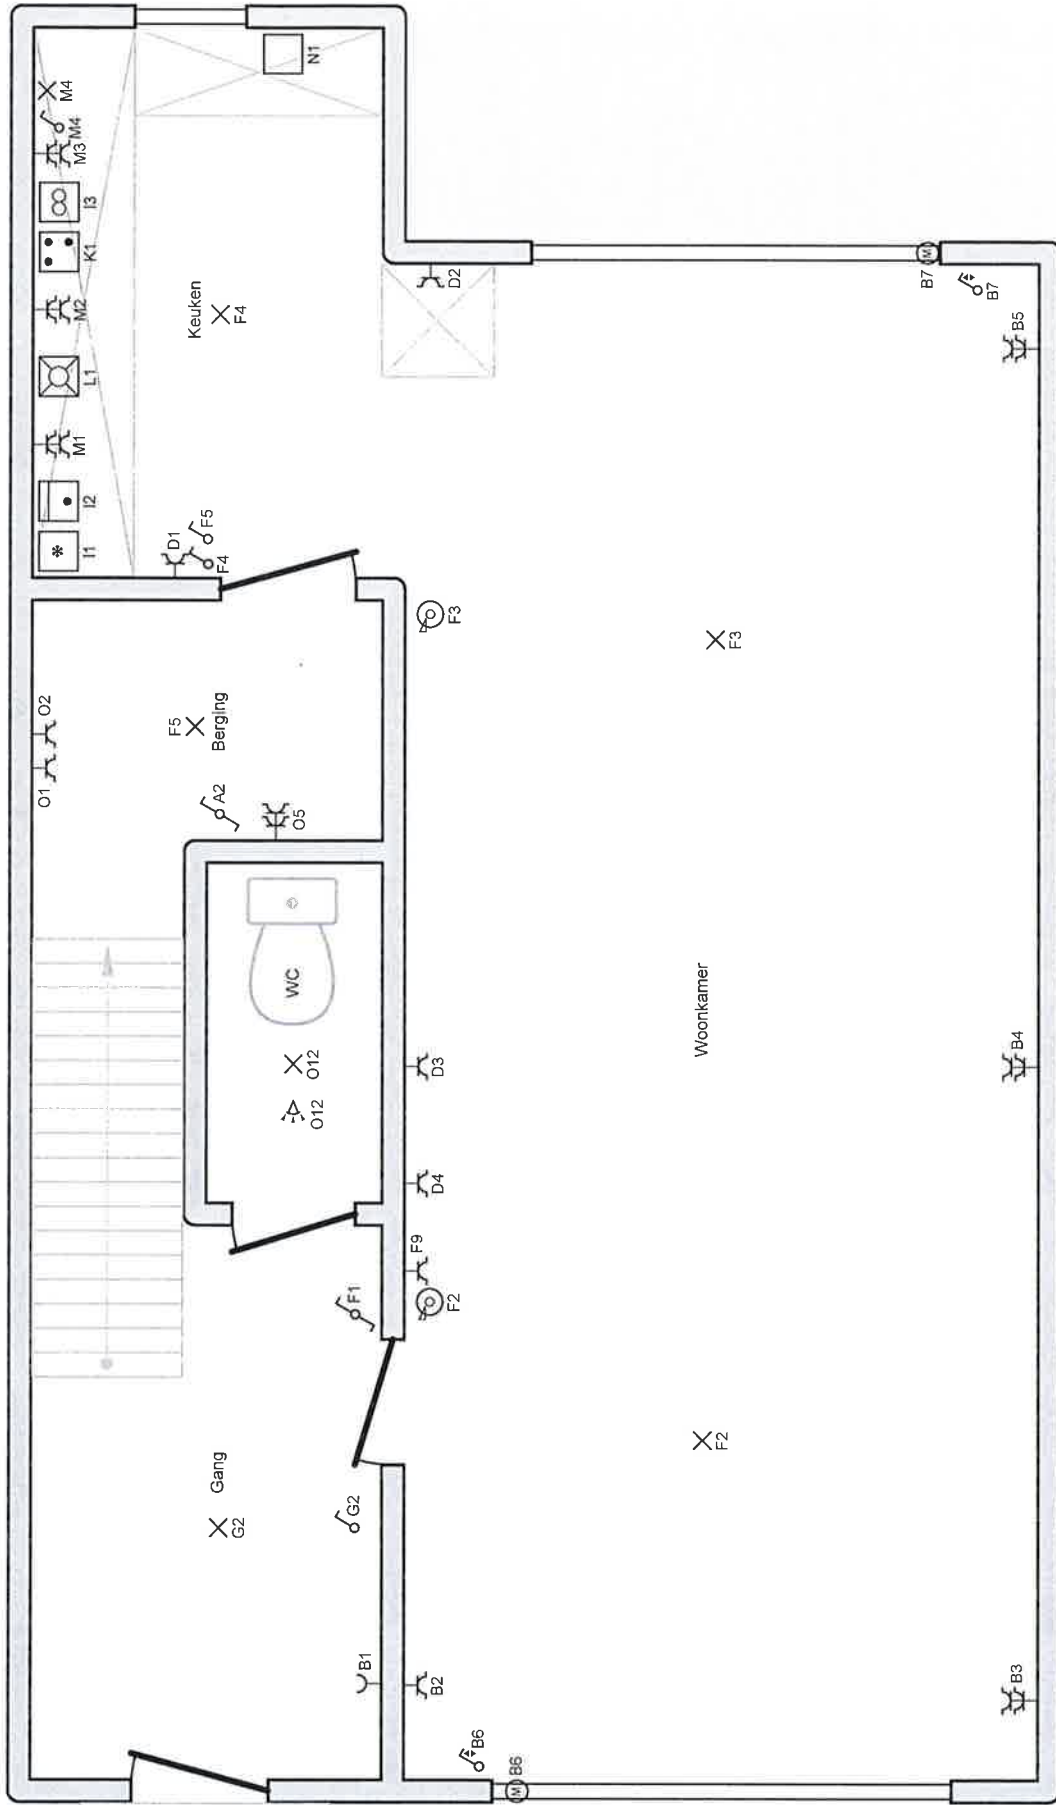 N1
M4
M4
M3
I3
K1
M2
L1
M1
I2
I1
Keuken
F4
D1
F4
F5
D2
M
B7
B7
B5
O1
O2
F5
Berging
A2
O5
F3
F3
WC
O12
O12
D3
D4
F9
F1
F2
Woonkamer
B4
Gang
G2
G2
F2
B1
B2
B6
M
B6
B3